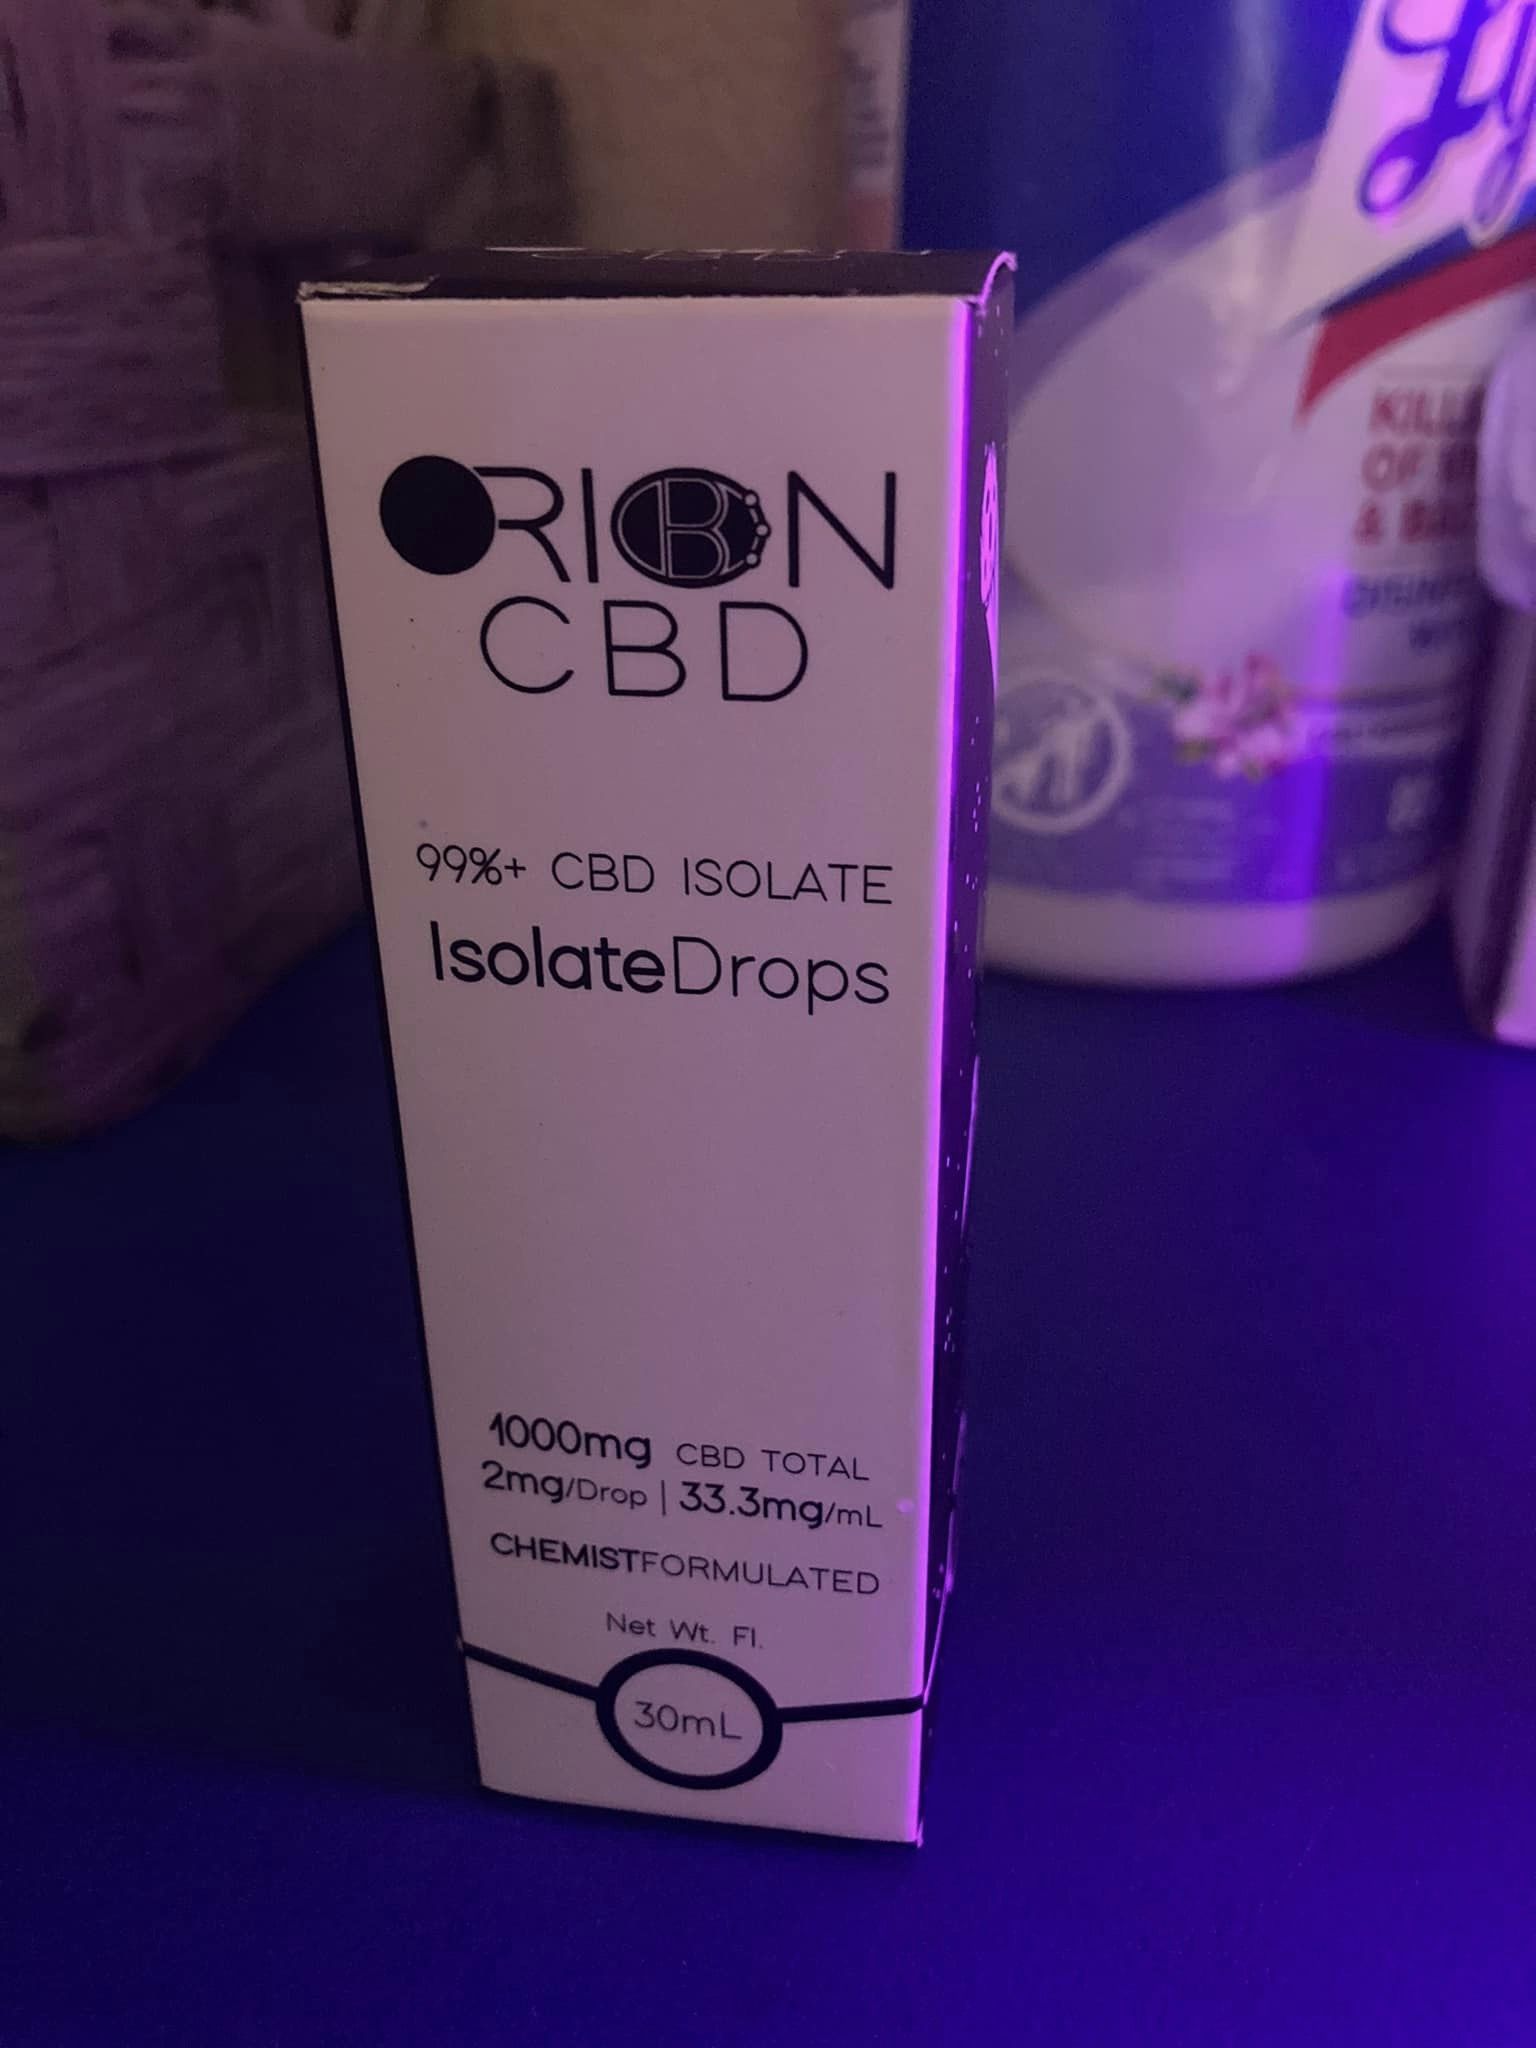 ORION
CBD
99%+ CBD ISOLATE
IsolateDrops
1000mg CBD TOTAL
2mg/Drop | 33.3mg/mL
CHEMISTFORMULATED
Net Wt. Fl.
30mL
OF
&